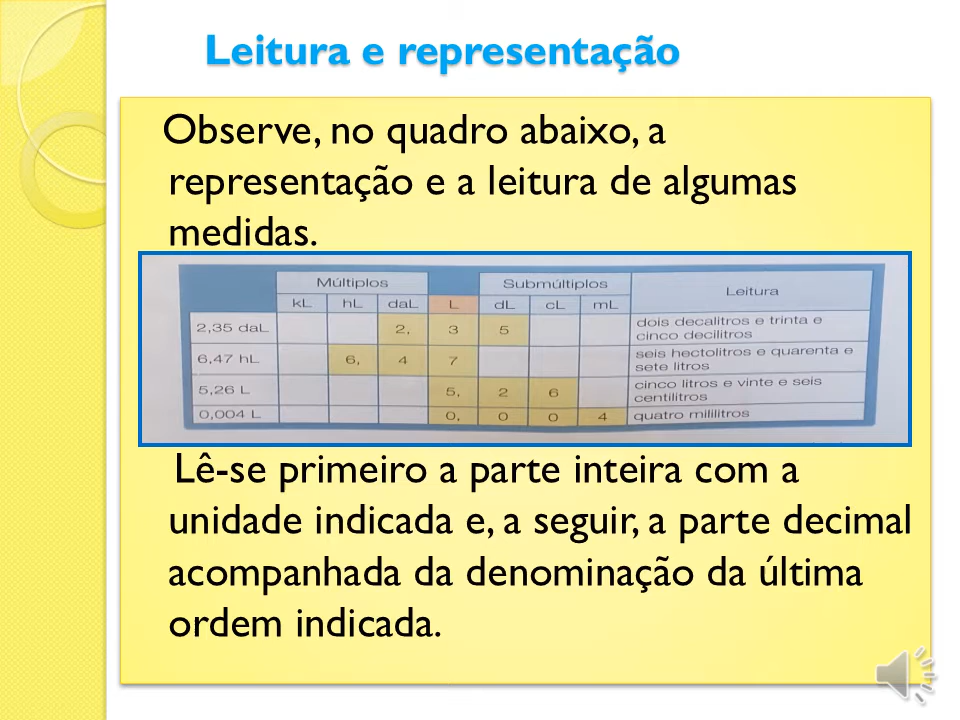 Leitura e representação
Observe, no quadro abaixo, a
representação e a leitura de algumas
medidas.
Múltiplos Submúltiplos Leitura
kL hL daL L dL cL mL
2,35 daL 2, 3 5 dois decalitros e trinta e
cinco decilitros
6,47 hL 6, 4 7 seis hectolitros e quarenta e
sete litros
5,26 L 5, 2 6 cinco litros e vinte e seis
centilitros
0,004 L 0, 0 0 4 quatro mililitros
Lê-se primeiro a parte inteira com a
unidade indicada e, a seguir, a parte decimal
acompanhada da denominação da última
ordem indicada.